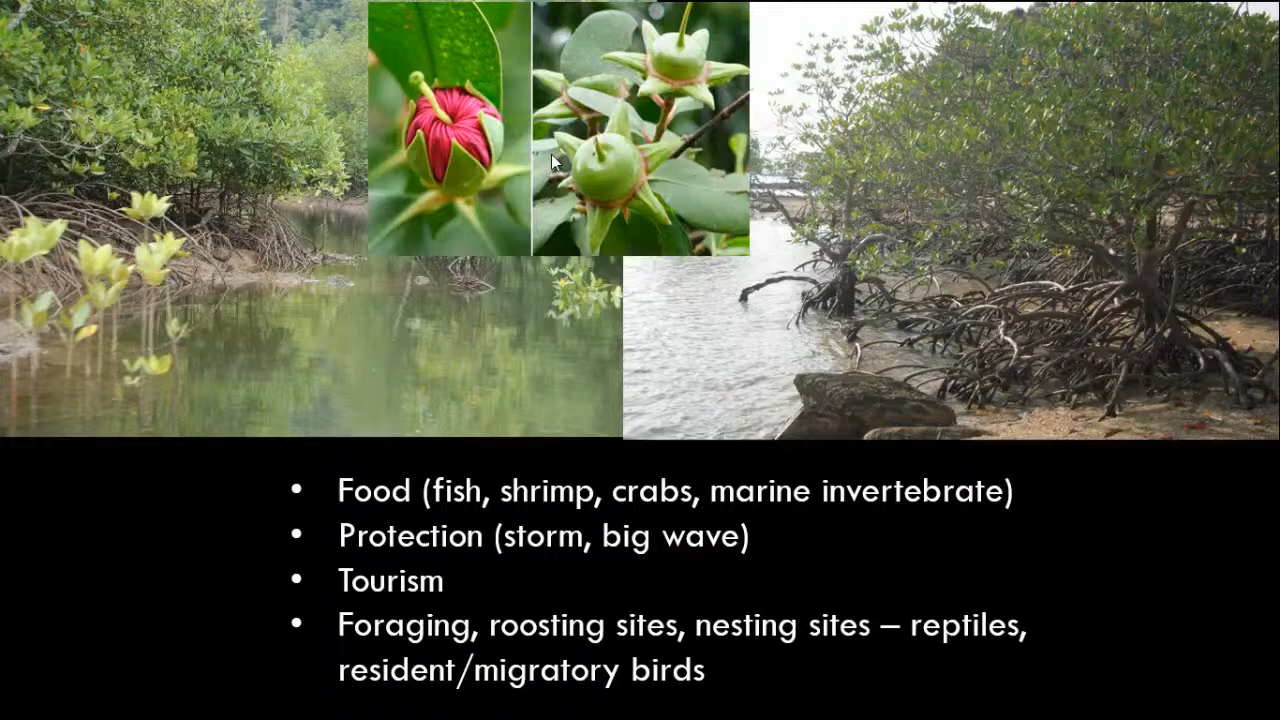 • Food (fish, shrimp, crabs, marine invertebrate)
• Protection (storm, big wave)
• Tourism
• Foraging, roosting sites, nesting sites – reptiles,
resident/migratory birds